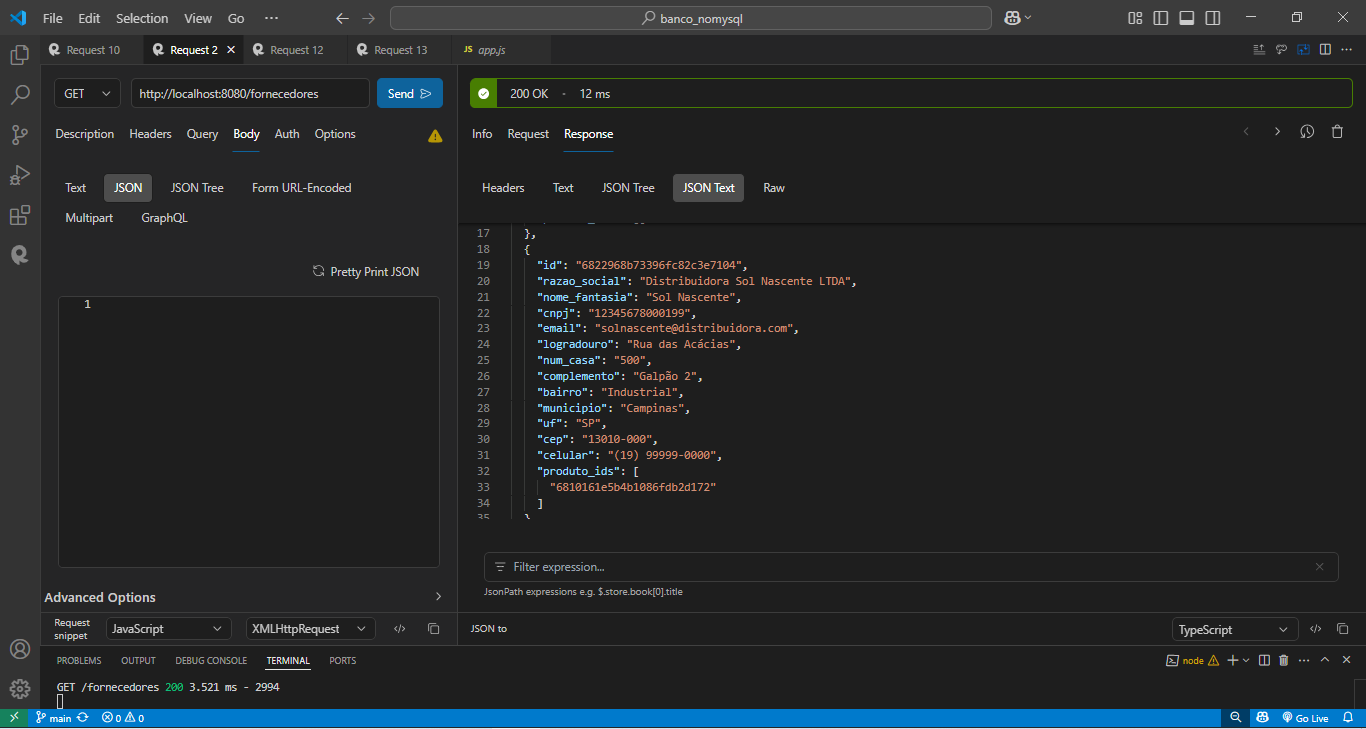 File Edit Selection View Go ··· banco_nomysql
Request 10 Request 2 Request 12 Request 13 JS app.js
GET http://localhost:8080/fornecedores Send
200 OK - 12 ms
Description Headers Query Body Auth Options
Info Request Response
Text JSON JSON Tree Form URL-Encoded
Multipart GraphQL
Headers Text JSON Tree JSON Text Raw
Pretty Print JSON
1
17 },
18 {
19 "id": "6822968b73396fc82c3e7104",
20 "razao_social": "Distribuidora Sol Nascente LTDA",
21 "nome_fantasia": "Sol Nascente",
22 "cnpj": "12345678000199",
23 "email": "solnascente@distribuidora.com",
24 "logradouro": "Rua das Acácias",
25 "num_casa": "500",
26 "complemento": "Galpão 2",
27 "bairro": "Industrial",
28 "municipio": "Campinas",
29 "uf": "SP",
30 "cep": "13010-000",
31 "celular": "(19) 99999-0000",
32 "produto_ids": [
33 "6810161e5b4b1086fdb2d172"
34 ]
35 }
Filter expression...
JsonPath expressions e.g. $.store.book[0].title
Advanced Options
Request snippet JavaScript XMLHttpRequest
JSON to TypeScript
PROBLEMS OUTPUT DEBUG CONSOLE TERMINAL PORTS node
GET /fornecedores 200 3.521 ms - 2994
main 0 0 Go Live